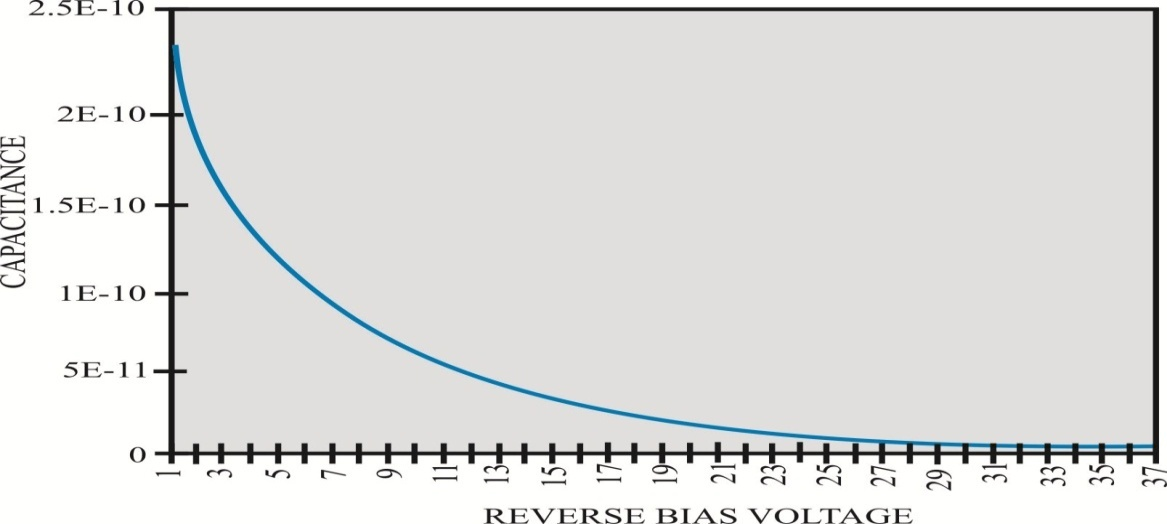 2.5E-10
2E-10
1.5E-10
1E-10
5E-11
0
CAPACITANCE
1 3 5 7 9 11 13 15 17 19 21 23 25 27 29 31 33 35 37
REVERSE BIAS VOLTAGE